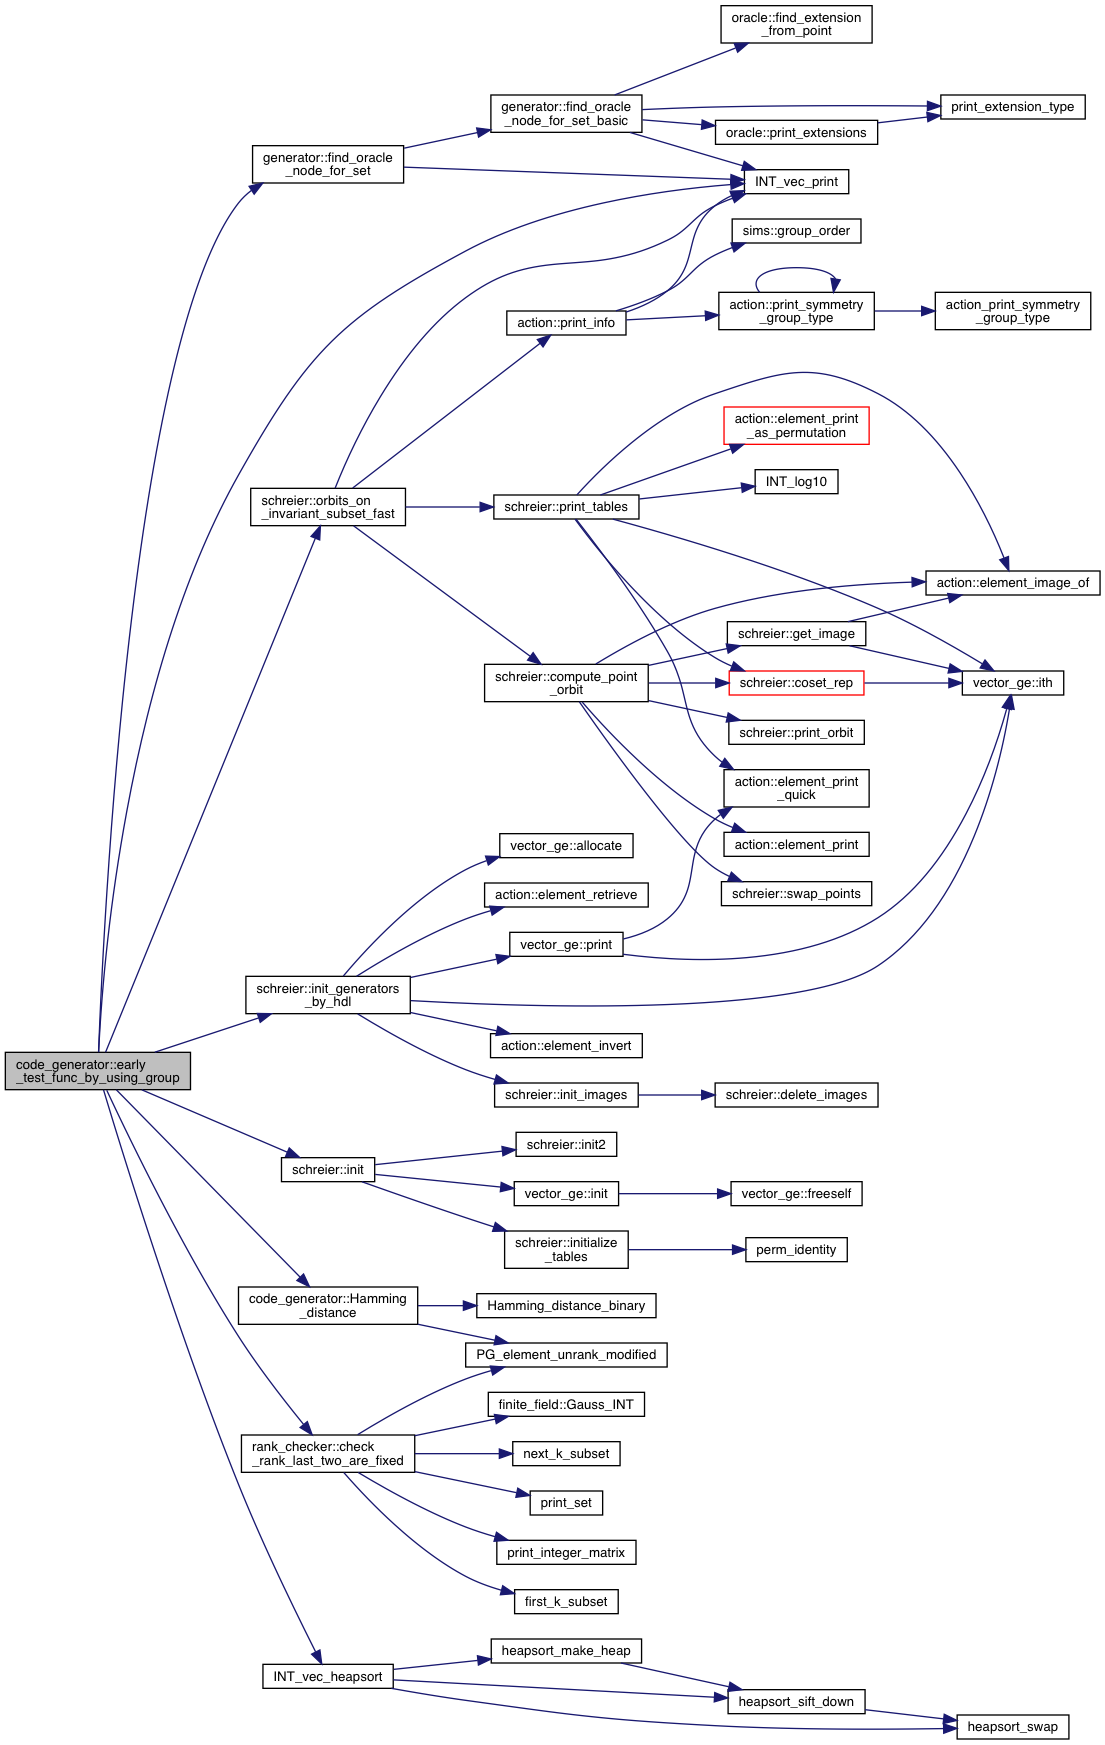 oracle::find_extension
_from_point
generator::find_oracle
_node_for_set_basic
print_extension_type
oracle::print_extensions
generator::find_oracle
_node_for_set
INT_vec_print
sims::group_order
action::print_symmetry
_group_type
action_print_symmetry
_group_type
action::print_info
action::element_print
_as_permutation
INT_log10
schreier::orbits_on
_invariant_subset_fast
schreier::print_tables
action::element_image_of
schreier::get_image
schreier::compute_point
_orbit
schreier::coset_rep
vector_ge::ith
schreier::print_orbit
action::element_print
_quick
vector_ge::allocate
action::element_print
action::element_retrieve
schreier::swap_points
vector_ge::print
schreier::init_generators
_by_hdl
action::element_invert
code_generator::early
_test_func_by_using_group
schreier::init_images
schreier::delete_images
schreier::init2
schreier::init
vector_ge::init
vector_ge::freeself
schreier::initialize
_tables
perm_identity
code_generator::Hamming
_distance
Hamming_distance_binary
PG_element_unrank_modified
finite_field::Gauss_INT
rank_checker::check
_rank_last_two_are_fixed
next_k_subset
print_set
print_integer_matrix
first_k_subset
heapsort_make_heap
INT_vec_heapsort
heapsort_sift_down
heapsort_swap